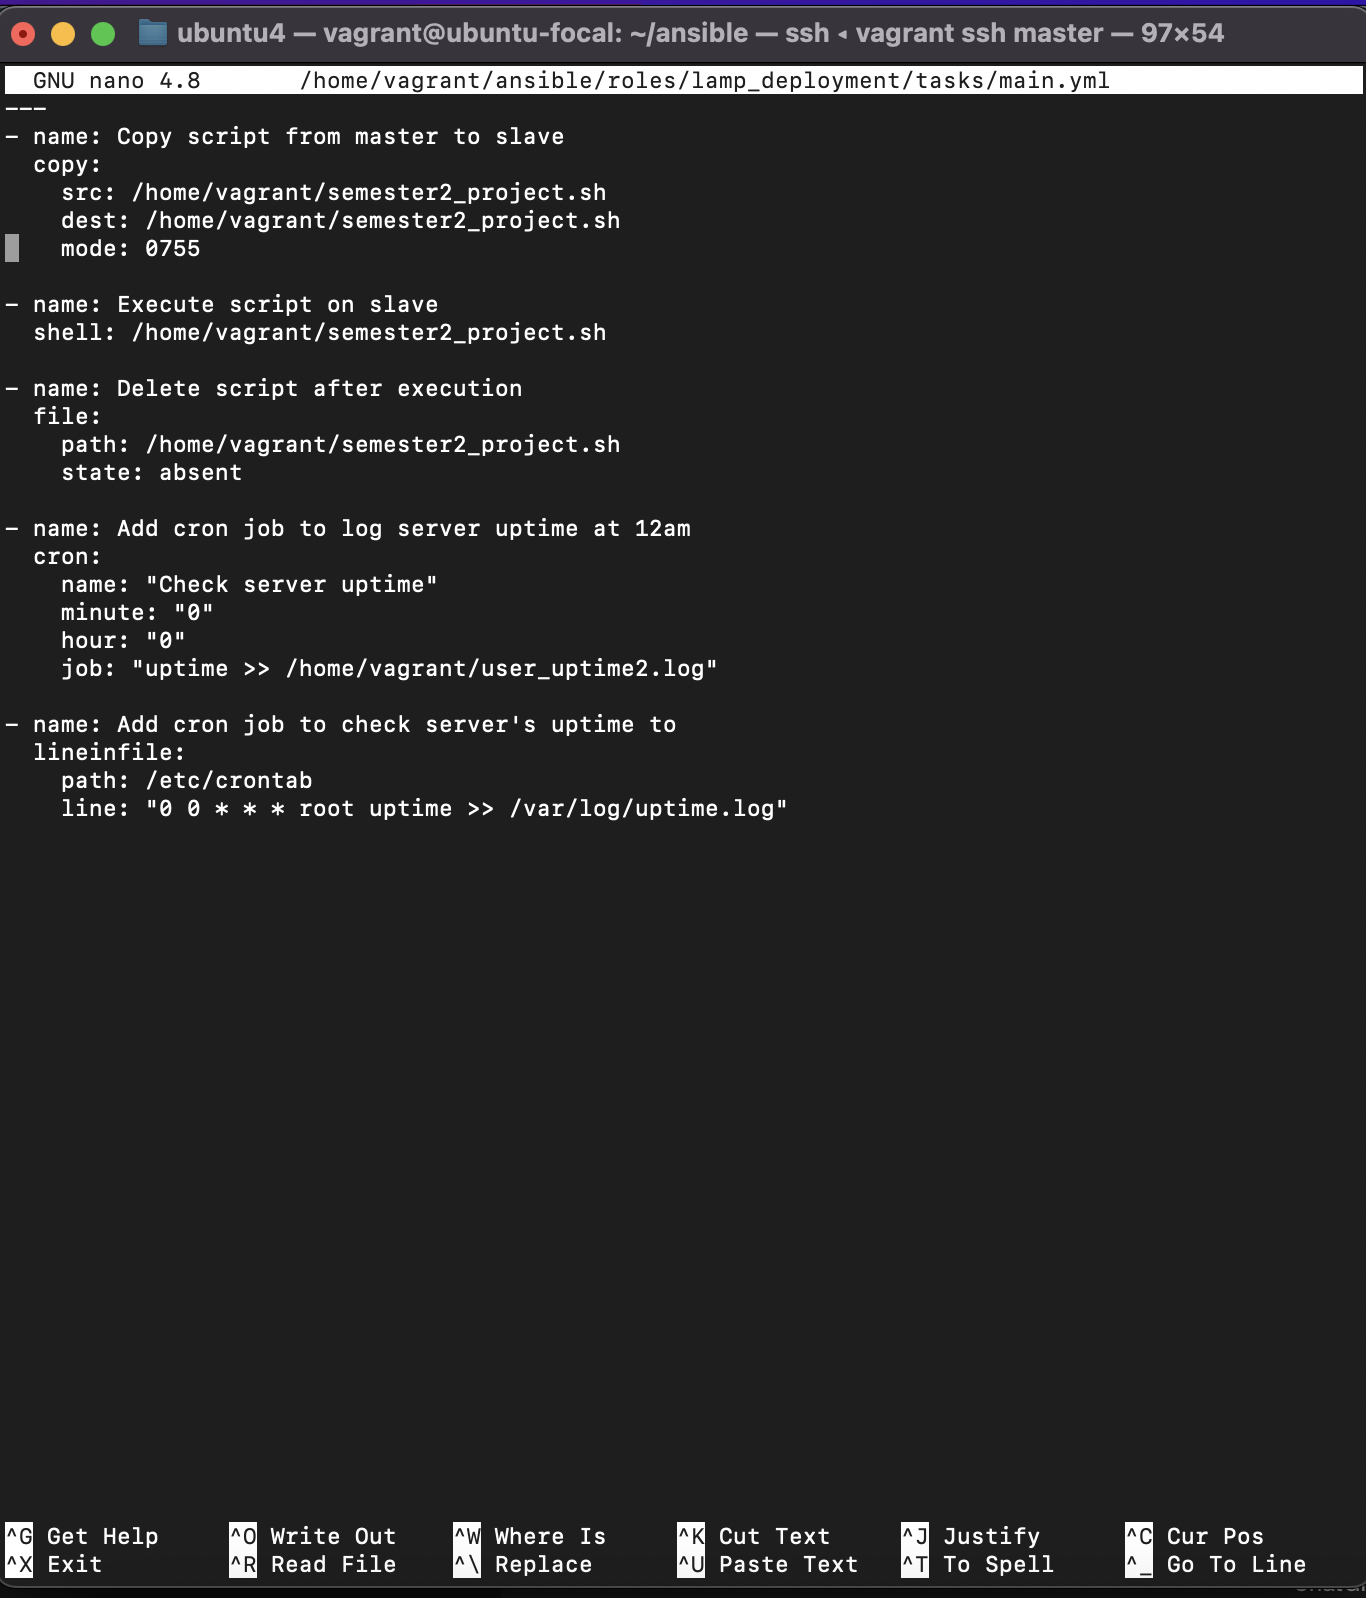 ubuntu4 — vagrant@ubuntu-focal: ~/ansible — ssh ◂ vagrant ssh master — 97×54
GNU nano 4.8 /home/vagrant/ansible/roles/lamp_deployment/tasks/main.yml
---
- name: Copy script from master to slave
  copy:
    src: /home/vagrant/semester2_project.sh
    dest: /home/vagrant/semester2_project.sh
    mode: 0755
- name: Execute script on slave
  shell: /home/vagrant/semester2_project.sh
- name: Delete script after execution
  file:
    path: /home/vagrant/semester2_project.sh
    state: absent
- name: Add cron job to log server uptime at 12am
  cron:
    name: "Check server uptime"
    minute: "0"
    hour: "0"
    job: "uptime >> /home/vagrant/user_uptime2.log"
- name: Add cron job to check server's uptime to
  lineinfile:
    path: /etc/crontab
    line: "0 0 * * * root uptime >> /var/log/uptime.log"
^G Get Help ^O Write Out ^W Where Is ^K Cut Text ^J Justify ^C Cur Pos
^X Exit ^R Read File ^\ Replace ^U Paste Text ^T To Spell ^_ Go To Line